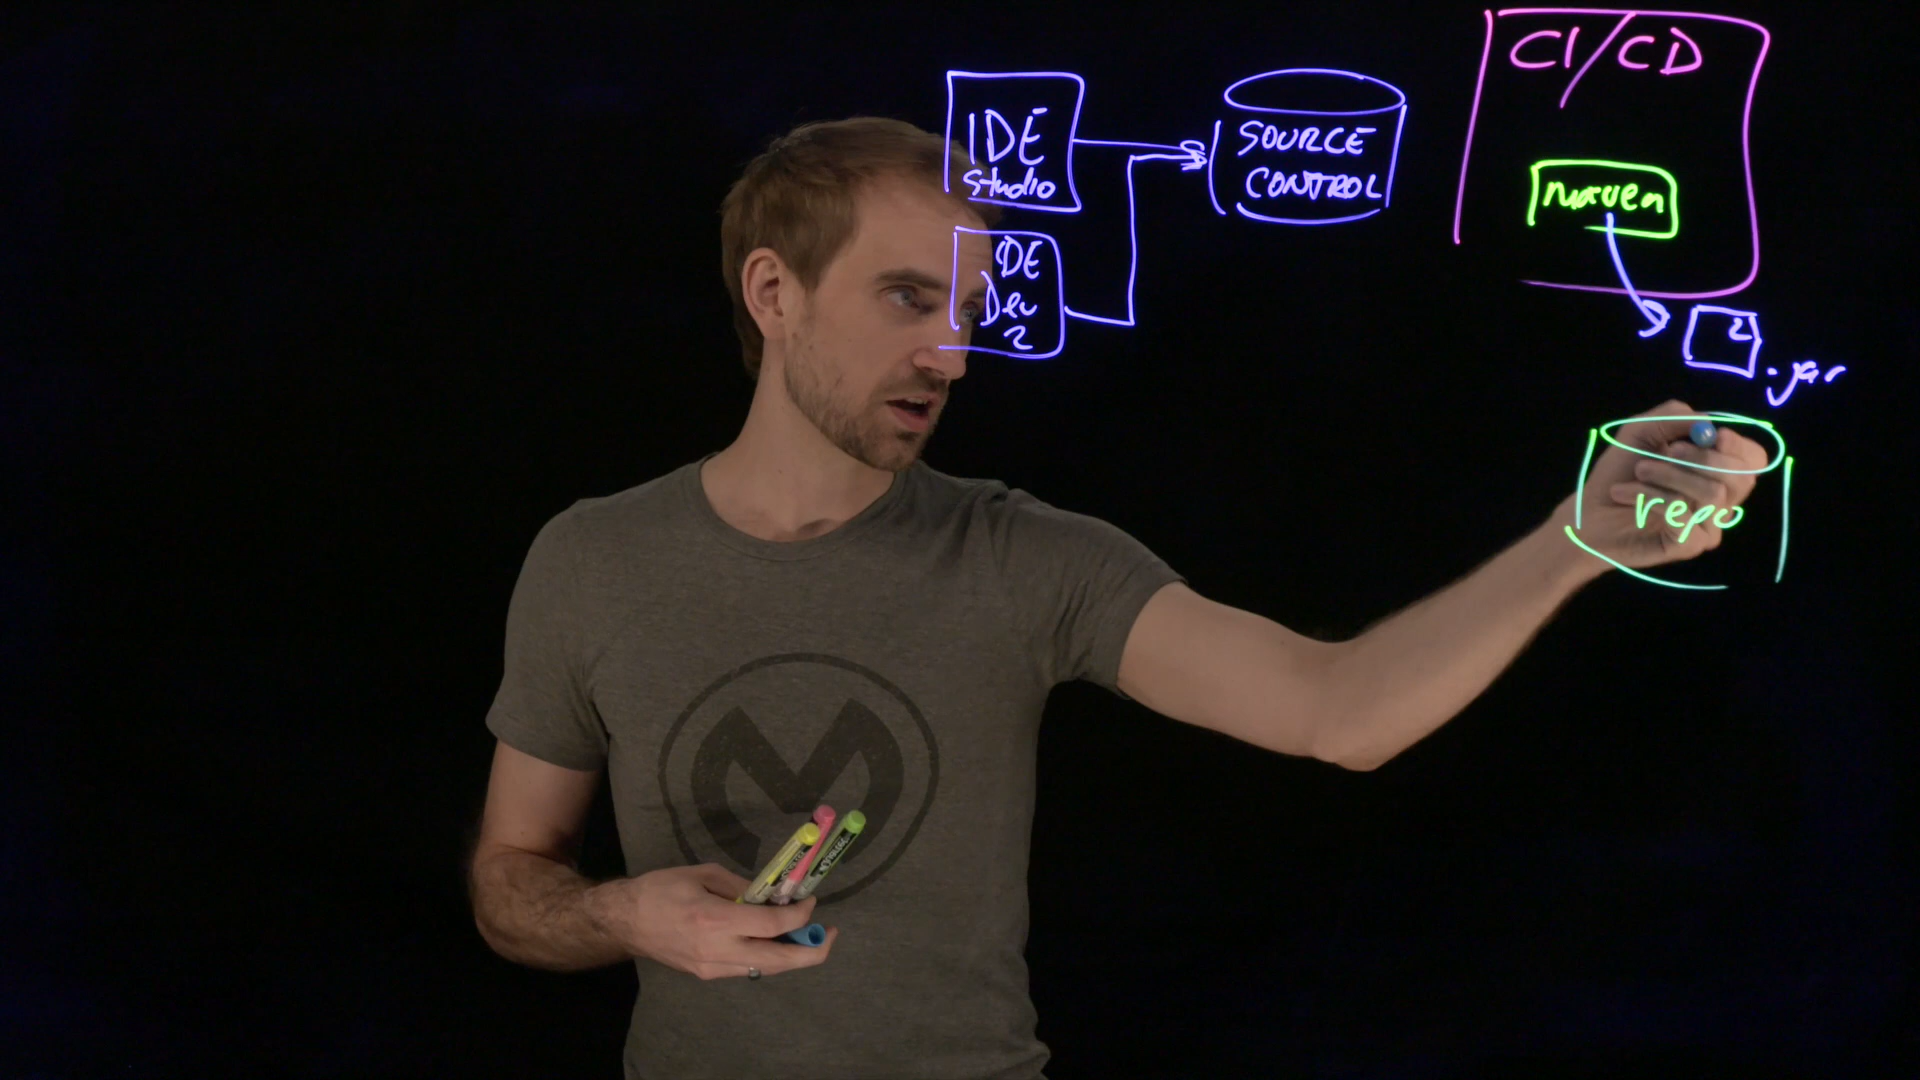 IDE
Studio
IDE
Dev
2
SOURCE
CONTROL
CI/CD
maven
2
.jar
repo